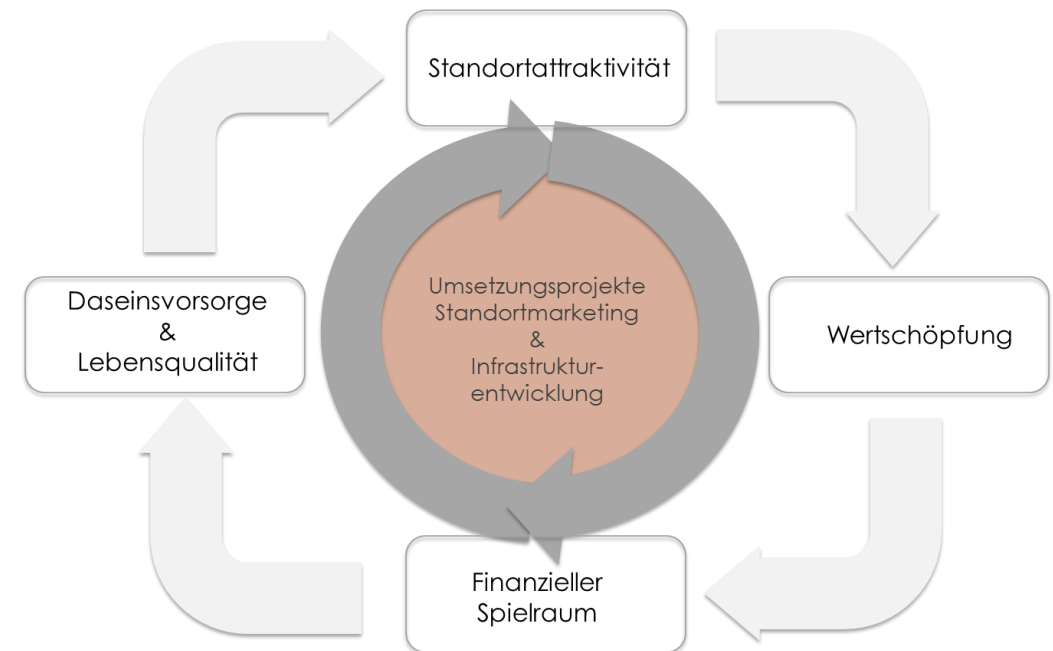 Standortattraktivität
Umsetzungsprojekte
Standortmarketing
&
Infrastruktur-
entwicklung
Daseinsvorsorge
&
Lebensqualität
Wertschöpfung
Finanzieller
Spielraum